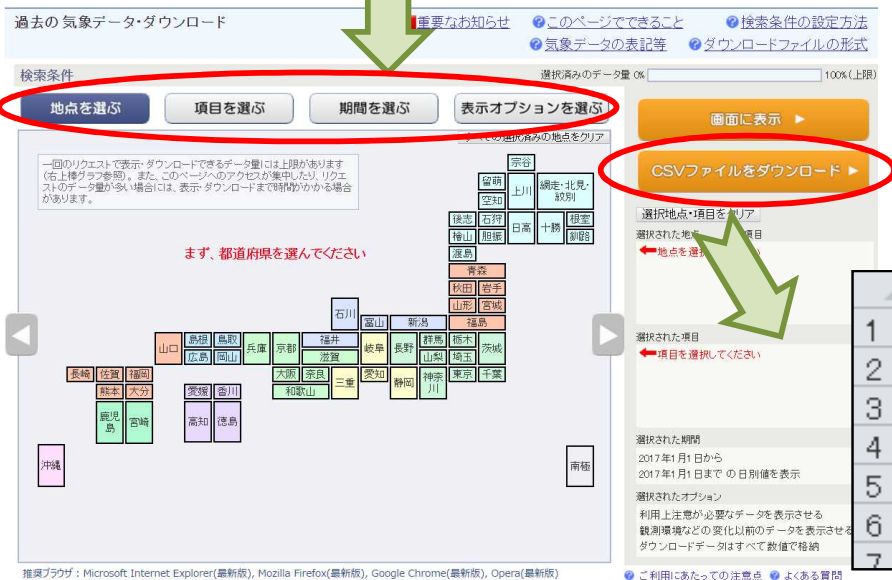 過去の気象データ・ダウンロード
重要なお知らせ
このページでできること
検索条件の設定方法
気象データの表記等
ダウンロードファイルの形式
検索条件
選択済みのデータ量 0%
100%(上限)
地点を選ぶ
項目を選ぶ
期間を選ぶ
表示オプションを選ぶ
画面に表示
CSVファイルをダウンロード
すべての選択済みの地点をクリア
一回のリクエストで表示・ダウンロードできるデータ量には上限があります
(右上棒グラフ参照)。また、このページへのアクセスが集中したり、リクエ
ストのデータ量が多い場合には、表示・ダウンロードまで時間がかかる場合
があります。
まず、都道府県を選んでください
宗谷
留萌
上川
網走・北見・
紋別
空知
後志
石狩
日高
十勝
根室
檜山
胆振
釧路
渡島
青森
秋田
岩手
山形
宮城
石川
富山
新潟
福島
山口
島根
鳥取
兵庫
京都
福井
岐阜
長野
群馬
栃木
茨城
広島
岡山
滋賀
山梨
埼玉
長崎
佐賀
福岡
大阪
奈良
三重
愛知
静岡
神奈
川
東京
千葉
熊本
大分
愛媛
香川
和歌山
鹿児
島
宮崎
高知
徳島
沖縄
南極
選択地点・項目をクリア
選択された地
項目
地点を選
い
選択された項目
項目を選択してください
選択された期間
2017年1月1日から
2017年1月1日まで の日別値を表示
選択されたオプション
利用上注意が必要なデータを表示させる
観測環境などの変化以前のデータを表示させる
ダウンロードデータはすべて数値で格納
1
2
3
4
5
6
7
推奨ブラウザ：Microsoft Internet Explorer(最新版), Mozilla Firefox(最新版), Google Chrome(最新版), Opera(最新版)
ご利用にあたっての注意点
よくある質問